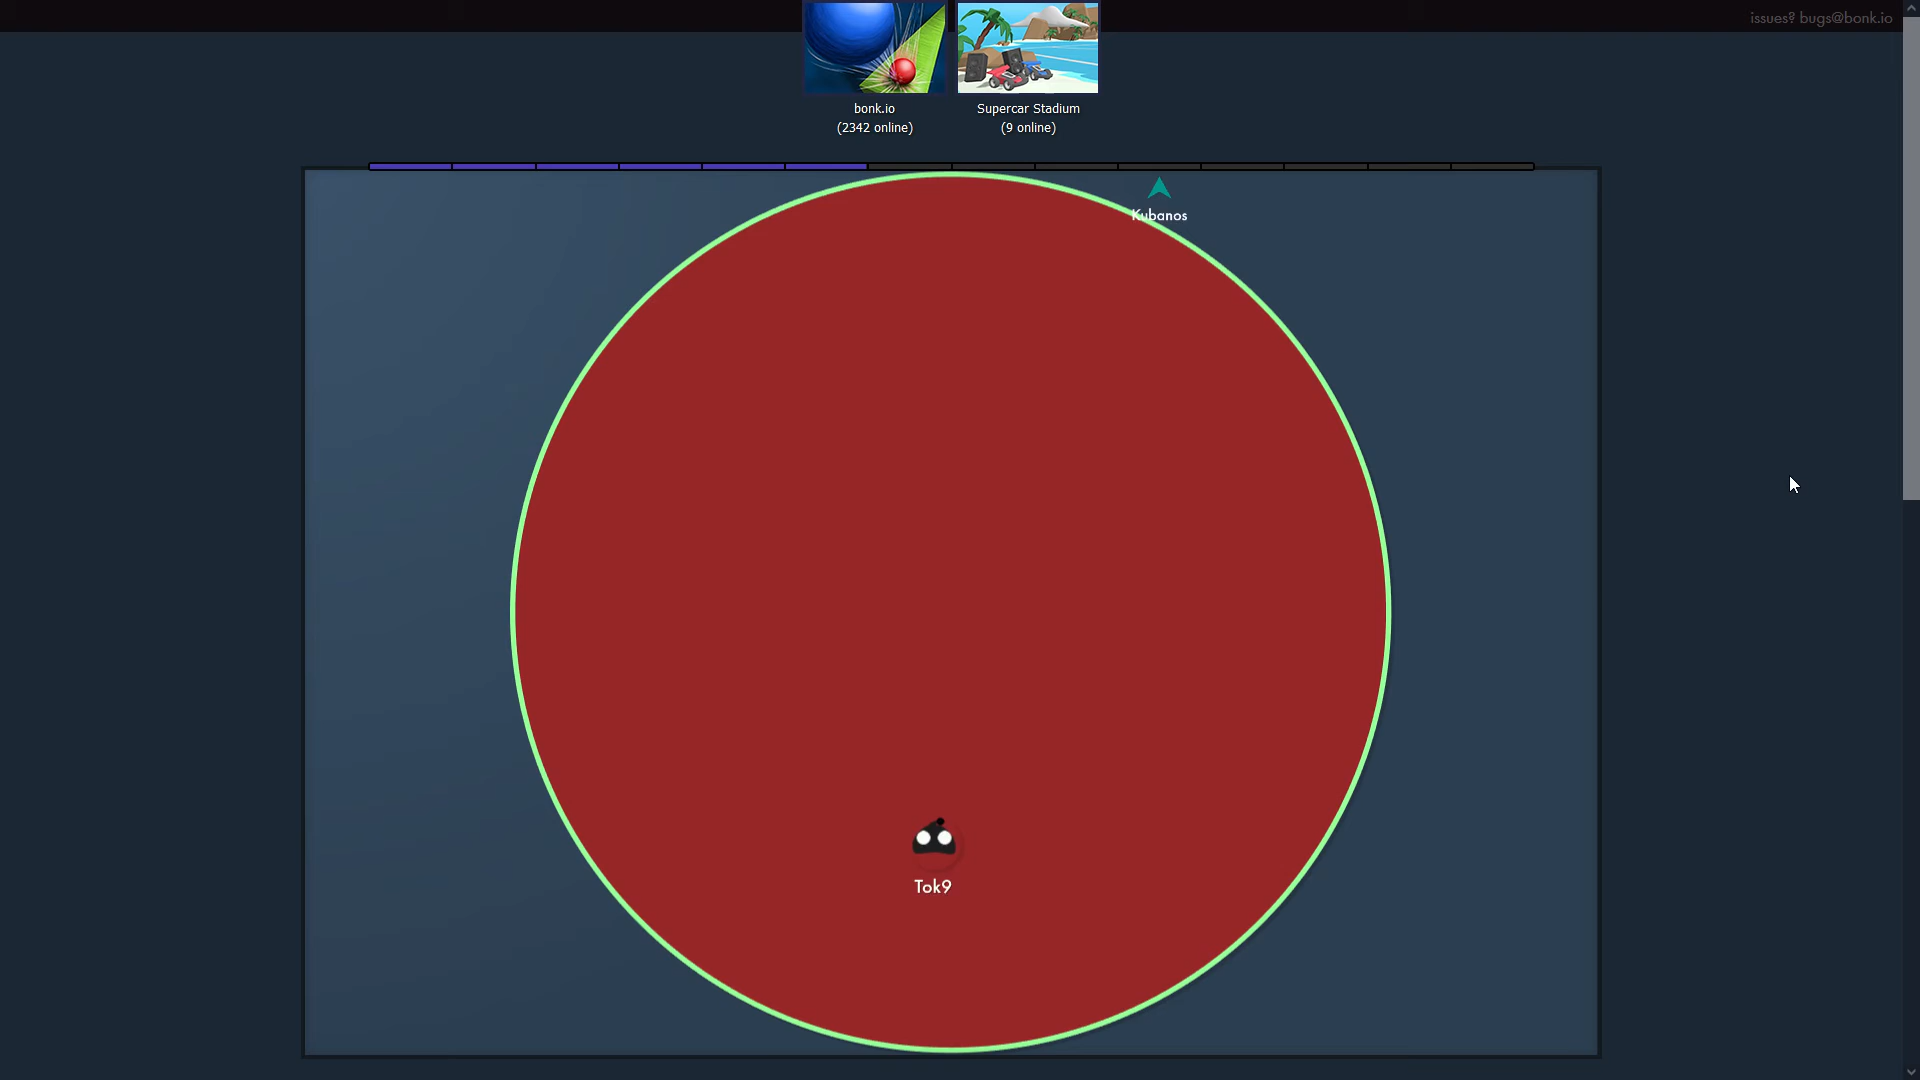 issues? bugs@bonk.io
bonk.io
(2342 online)
Supercar Stadium
(9 online)
Kubanos
Tok9